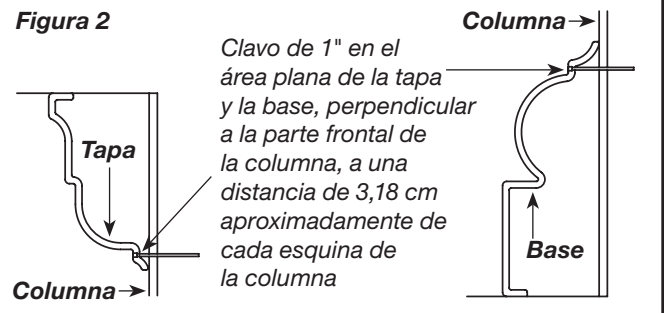 Figura 2
Columna
Clavo de 1" en el
área plana de la tapa
y la base, perpendicular
a la parte frontal de
la columna, a una
distancia de 3,18 cm
aproximadamente de
cada esquina de
la columna
Tapa
Columna
Base